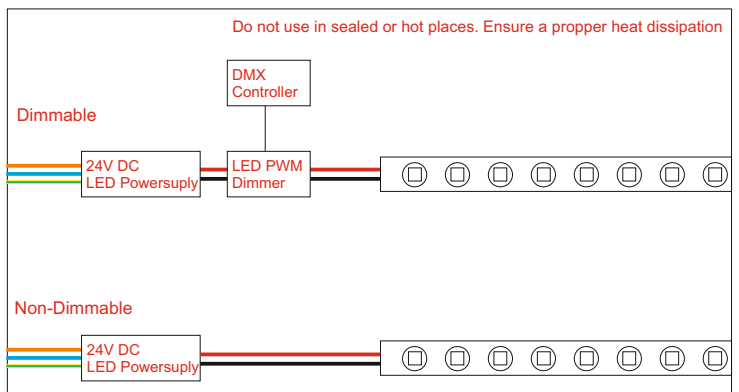 Do not use in sealed or hot places. Ensure a propper heat dissipation
DMX
Controller
Dimmable
24V DC
LED Powersuply
LED PWM
Dimmer
Non-Dimmable
24V DC
LED Powersuply